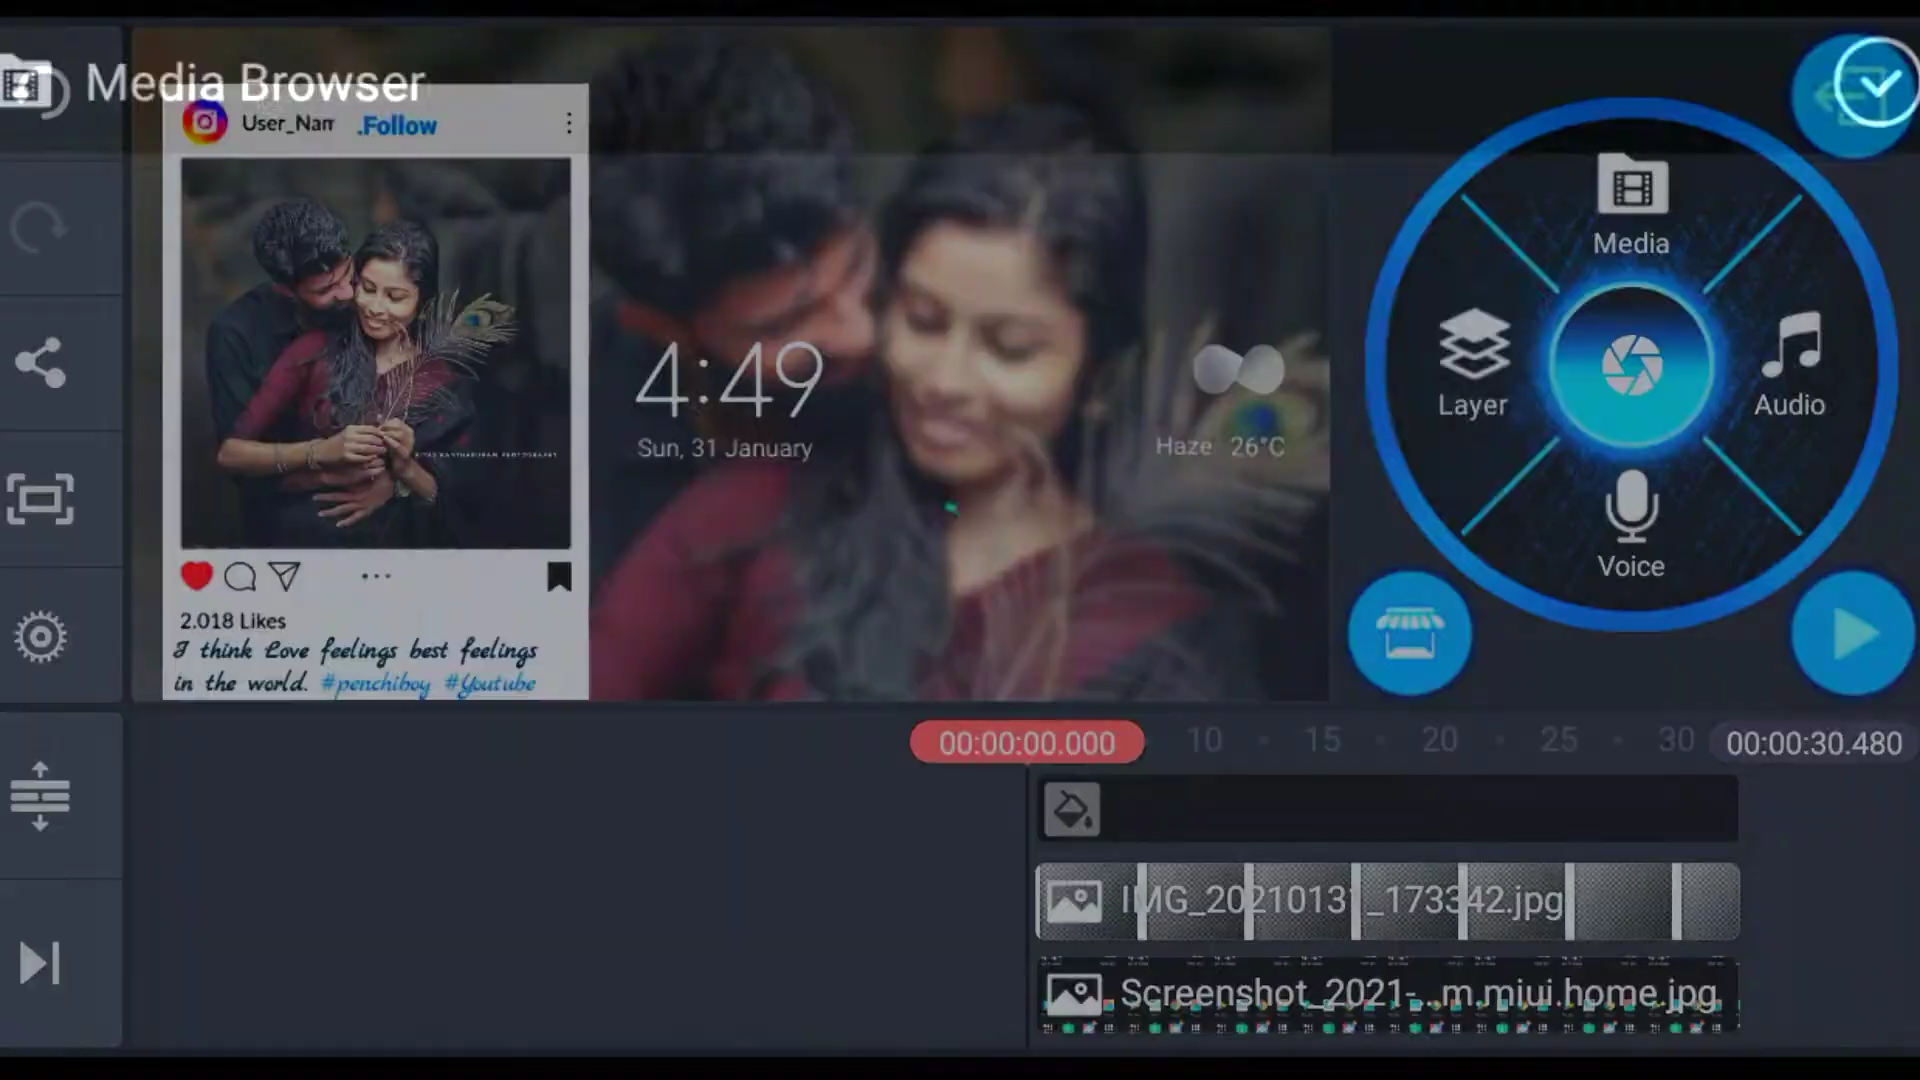 Media Browser
User_Nam
.Follow
Media
4:49
Sun, 31 January
Haze 26°C
Layer
Audio
Voice
2.018 Likes
I think Love feelings best feelings
in the world. #penchiboy #Youtube
00:00:00.000
10
15
20
25
30
00:00:30.480
IMG_20210131_173342.jpg
Screenshot_2021-...m.miui.home.jpg